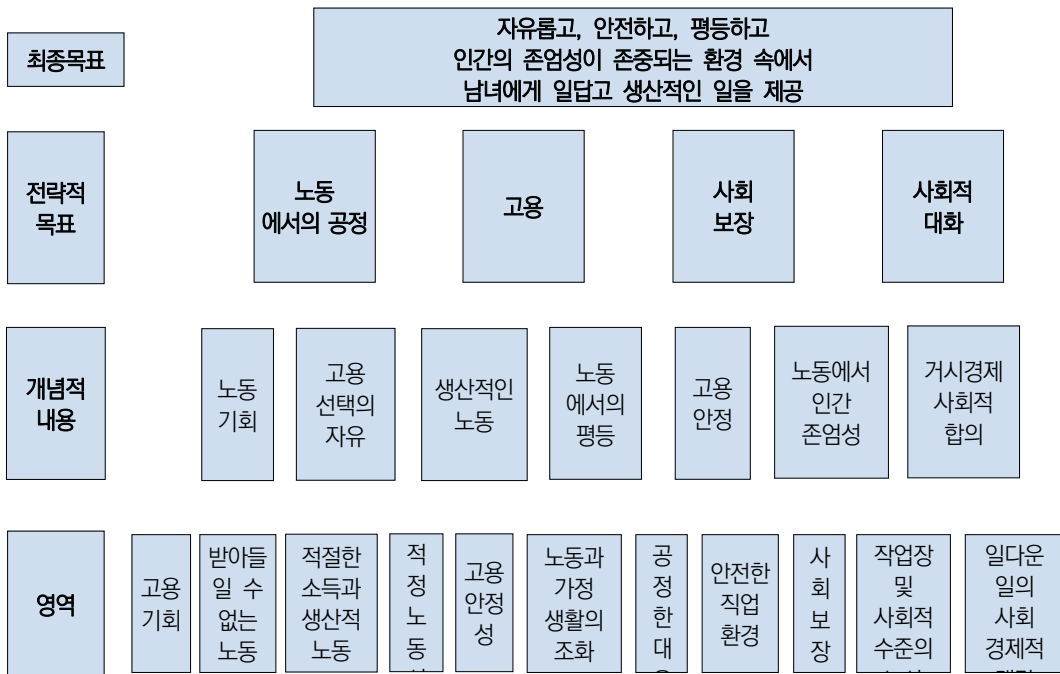 최종목표
자유롭고, 안전하고, 평등하고
인간의 존엄성이 존중되는 환경 속에서
남녀에게 일답고 생산적인 일을 제공
전략적
목표
노동
에서의 공정
고용
사회
보장
사회적
대화
개념적
내용
노동
기회
고용
선택의
자유
생산적인
노동
노동
에서의
평등
고용
안정
노동에서
인간
존엄성
거시경제
사회적
합의
영역
고용
기회
받아들
일 수
없는
노동
적절한
소득과
생산적
노동
적
정
노
동
고용
안정
성
노동과
가정
생활의
조화
공
정
한
대
안전한
직업
환경
사
회
보
장
작업장
및
사회적
수준의
일다운
일의
사회
경제적